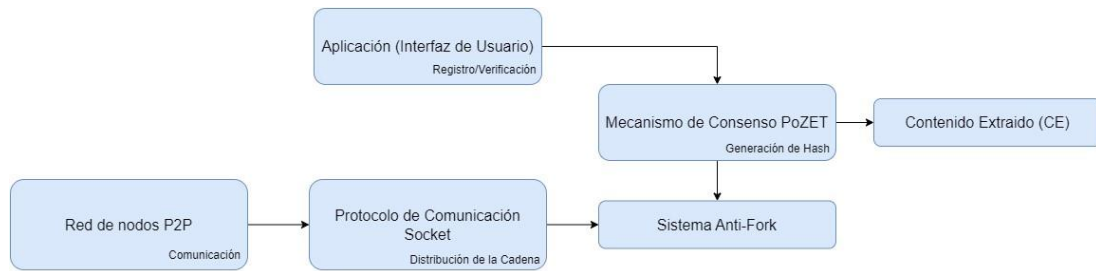 Aplicación (Interfaz de Usuario)
Registro/Verificación
Mecanismo de Consenso PoZET
Generación de Hash
Contenido Extraido (CE)
Red de nodos P2P
Comunicación
Protocolo de Comunicación
Socket
Distribución de la Cadena
Sistema Anti-Fork